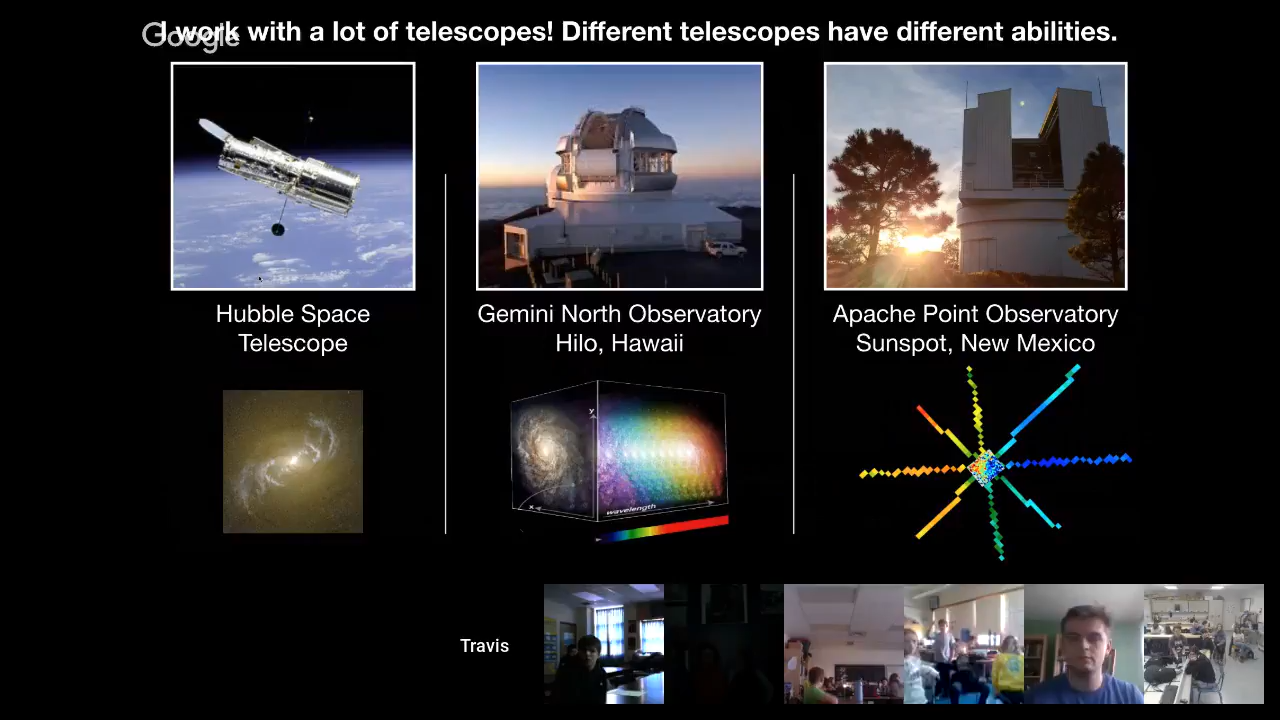 Google
I work with a lot of telescopes! Different telescopes have different abilities.
Hubble Space
Telescope
Gemini North Observatory
Hilo, Hawaii
Apache Point Observatory
Sunspot, New Mexico
y
x
wavelength
Travis